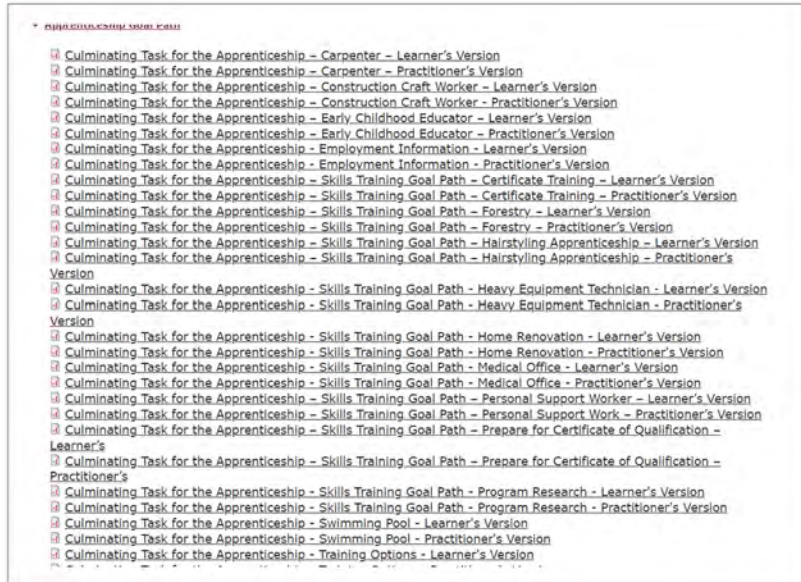 Apprenticeship Goal Path
Culminating Task for the Apprenticeship – Carpenter – Learner's Version
Culminating Task for the Apprenticeship – Carpenter – Practitioner's Version
Culminating Task for the Apprenticeship – Construction Craft Worker – Learner's Version
Culminating Task for the Apprenticeship – Construction Craft Worker - Practitioner's Version
Culminating Task for the Apprenticeship – Early Childhood Educator – Learner's Version
Culminating Task for the Apprenticeship – Early Childhood Educator – Practitioner's Version
Culminating Task for the Apprenticeship - Employment Information - Learner's Version
Culminating Task for the Apprenticeship - Employment Information - Practitioner's Version
Culminating Task for the Apprenticeship – Skills Training Goal Path – Certificate Training – Learner's Version
Culminating Task for the Apprenticeship – Skills Training Goal Path – Certificate Training – Practitioner's Version
Culminating Task for the Apprenticeship – Skills Training Goal Path – Forestry – Learner's Version
Culminating Task for the Apprenticeship – Skills Training Goal Path – Forestry – Practitioner's Version
Culminating Task for the Apprenticeship – Skills Training Goal Path – Hairstyling Apprenticeship – Learner's Version
Culminating Task for the Apprenticeship – Skills Training Goal Path – Hairstyling Apprenticeship – Practitioner's
Version
Culminating Task for the Apprenticeship - Skills Training Goal Path - Heavy Equipment Technician - Learner's Version
Culminating Task for the Apprenticeship - Skills Training Goal Path - Heavy Equipment Technician - Practitioner's
Version
Culminating Task for the Apprenticeship - Skills Training Goal Path - Home Renovation - Learner's Version
Culminating Task for the Apprenticeship - Skills Training Goal Path - Home Renovation - Practitioner's Version
Culminating Task for the Apprenticeship - Skills Training Goal Path - Medical Office - Learner's Version
Culminating Task for the Apprenticeship - Skills Training Goal Path - Medical Office - Practitioner's Version
Culminating Task for the Apprenticeship – Skills Training Goal Path – Personal Support Worker – Learner's Version
Culminating Task for the Apprenticeship – Skills Training Goal Path – Personal Support Work – Practitioner's Version
Culminating Task for the Apprenticeship – Skills Training Goal Path – Prepare for Certificate of Qualification –
Learner's
Culminating Task for the Apprenticeship – Skills Training Goal Path – Prepare for Certificate of Qualification –
Practitioner's
Culminating Task for the Apprenticeship - Skills Training Goal Path - Program Research - Learner's Version
Culminating Task for the Apprenticeship - Skills Training Goal Path - Program Research - Practitioner's Version
Culminating Task for the Apprenticeship - Swimming Pool - Learner's Version
Culminating Task for the Apprenticeship - Swimming Pool - Practitioner's Version
Culminating Task for the Apprenticeship - Training Options - Learner's Version